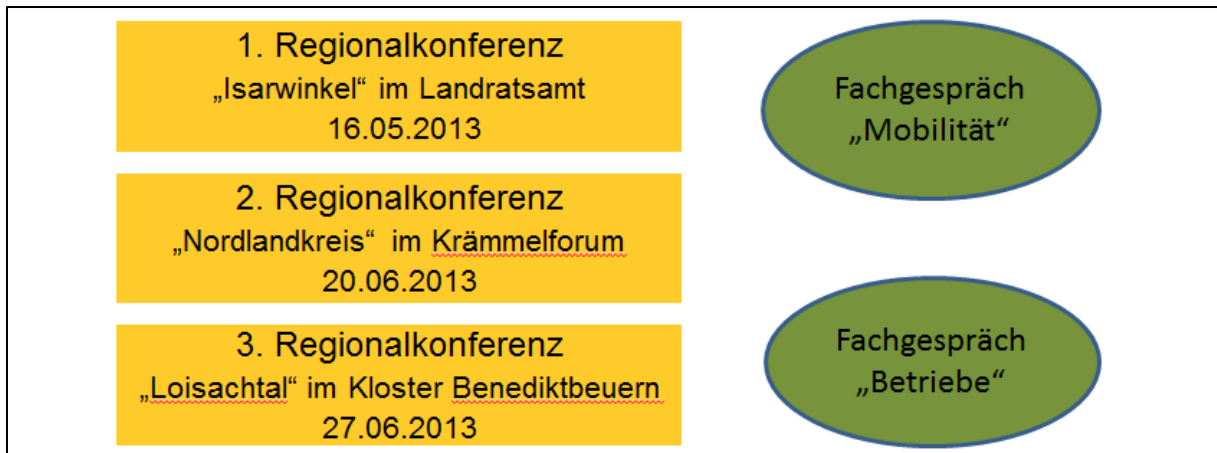 1. Regionalkonferenz
„Isarwinkel“ im Landratsamt
16.05.2013
2. Regionalkonferenz
„Nordlandkreis“ im Krämmelforum
20.06.2013
3. Regionalkonferenz
„Loisachtal“ im Kloster Benediktbeuern
27.06.2013
Fachgespräch
„Mobilität“
Fachgespräch
„Betriebe“